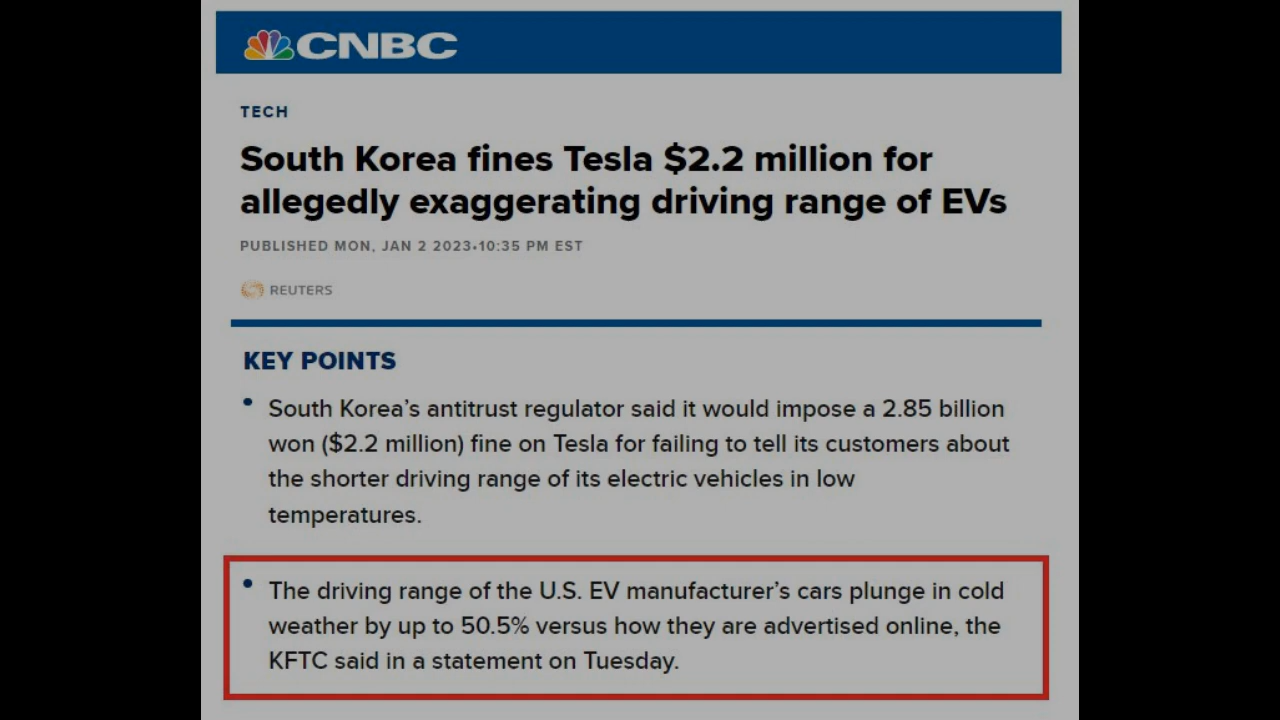 CNBC
TECH
South Korea fines Tesla $2.2 million for
allegedly exaggerating driving range of EVs
PUBLISHED MON, JAN 2 2023•10:35 PM EST
REUTERS
KEY POINTS
• South Korea’s antitrust regulator said it would impose a 2.85 billion
won ($2.2 million) fine on Tesla for failing to tell its customers about
the shorter driving range of its electric vehicles in low
temperatures.
• The driving range of the U.S. EV manufacturer’s cars plunge in cold
weather by up to 50.5% versus how they are advertised online, the
KFTC said in a statement on Tuesday.